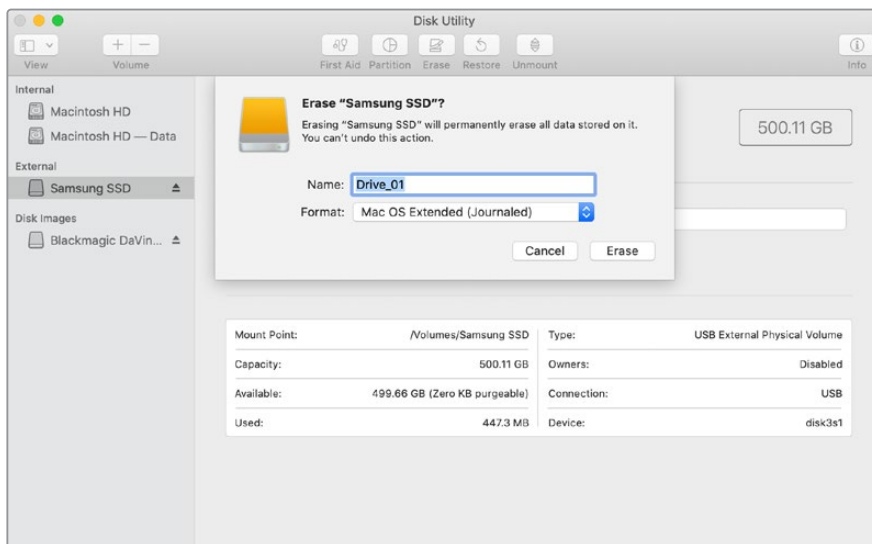 Disk Utility
View
Volume
First Aid Partition Erase Restore Unmount
Info
Internal
Macintosh HD
Macintosh HD — Data
External
Samsung SSD
Disk Images
Blackmagic DaVin...
Erase “Samsung SSD”?
Erasing “Samsung SSD” will permanently erase all data stored on it.
You can’t undo this action.
Name: Drive_01
Format: Mac OS Extended (Journaled)
Cancel Erase
500.11 GB
Mount Point: /Volumes/Samsung SSD Type: USB External Physical Volume
Capacity: 500.11 GB Owners: Disabled
Available: 499.66 GB (Zero KB purgeable) Connection: USB
Used: 447.3 MB Device: disk3s1